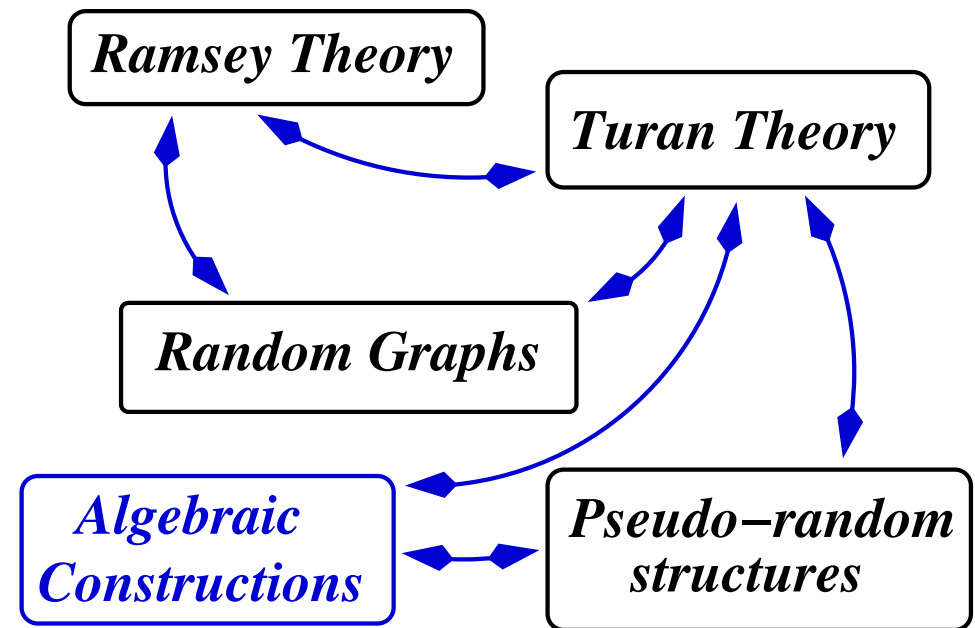 Ramsey Theory
Turan Theory
Random Graphs
Algebraic
Constructions
Pseudo−random
structures